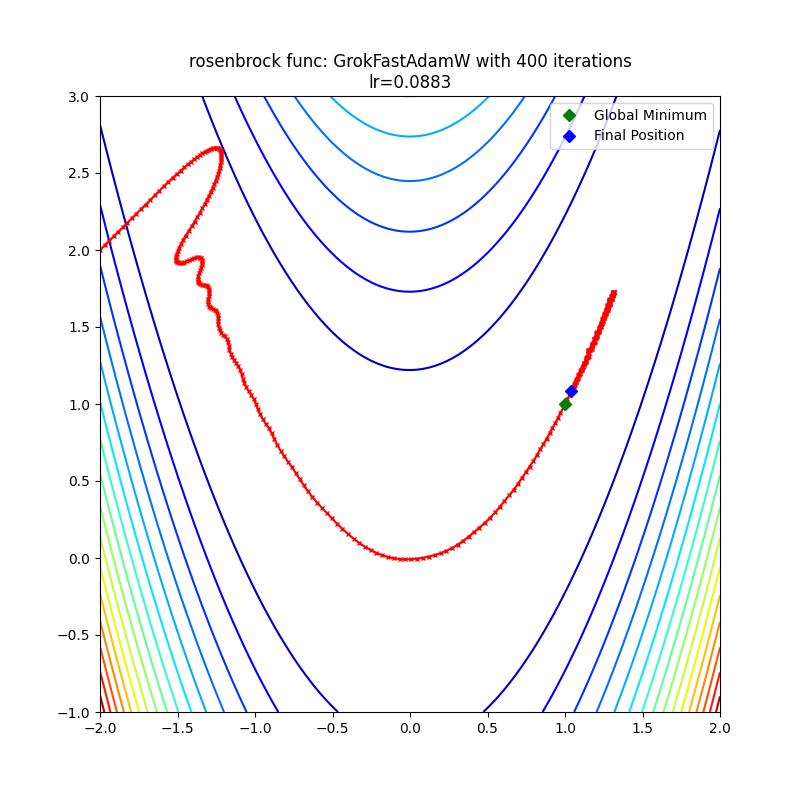 rosenbrock func: GrokFastAdamW with 400 iterations
lr=0.0883
Global Minimum
Final Position
3.0
2.5
2.0
1.5
1.0
0.5
0.0
−0.5
−1.0
−2.0 −1.5 −1.0 −0.5 0.0 0.5 1.0 1.5 2.0